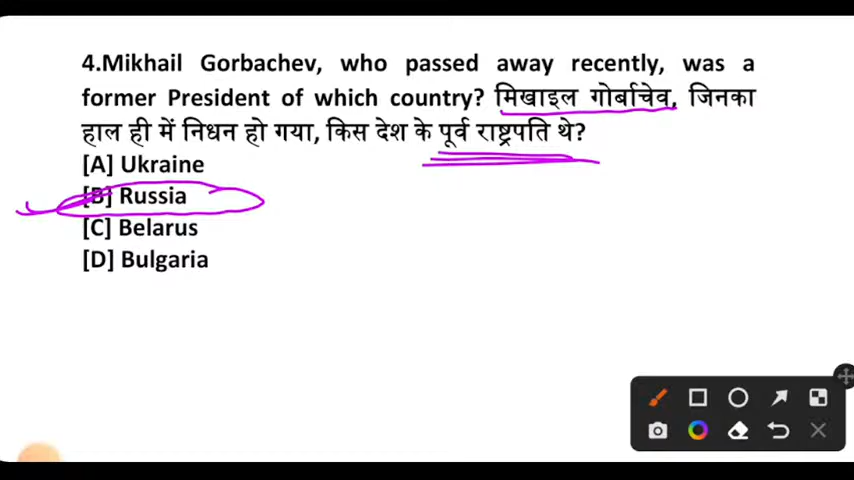 4.Mikhail Gorbachev, who passed away recently, was a
former President of which country? मिखाइल गोर्बाचेव, जिनका
हाल ही में निधन हो गया, किस देश के पूर्व राष्ट्रपति थे?
[A] Ukraine
[B] Russia
[C] Belarus
[D] Bulgaria